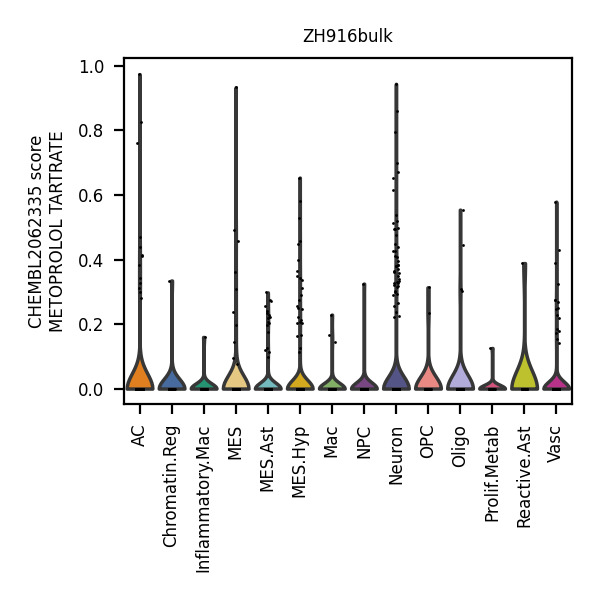 ZH916bulk
CHEMBL2062335 score
METOPROLOL TARTRATE
1.0
0.8
0.6
0.4
0.2
0.0
AC
Chromatin.Reg
Inflammatory.Mac
MES
MES.Ast
MES.Hyp
Mac
NPC
Neuron
OPC
Oligo
Prolif.Metab
Reactive.Ast
Vasc